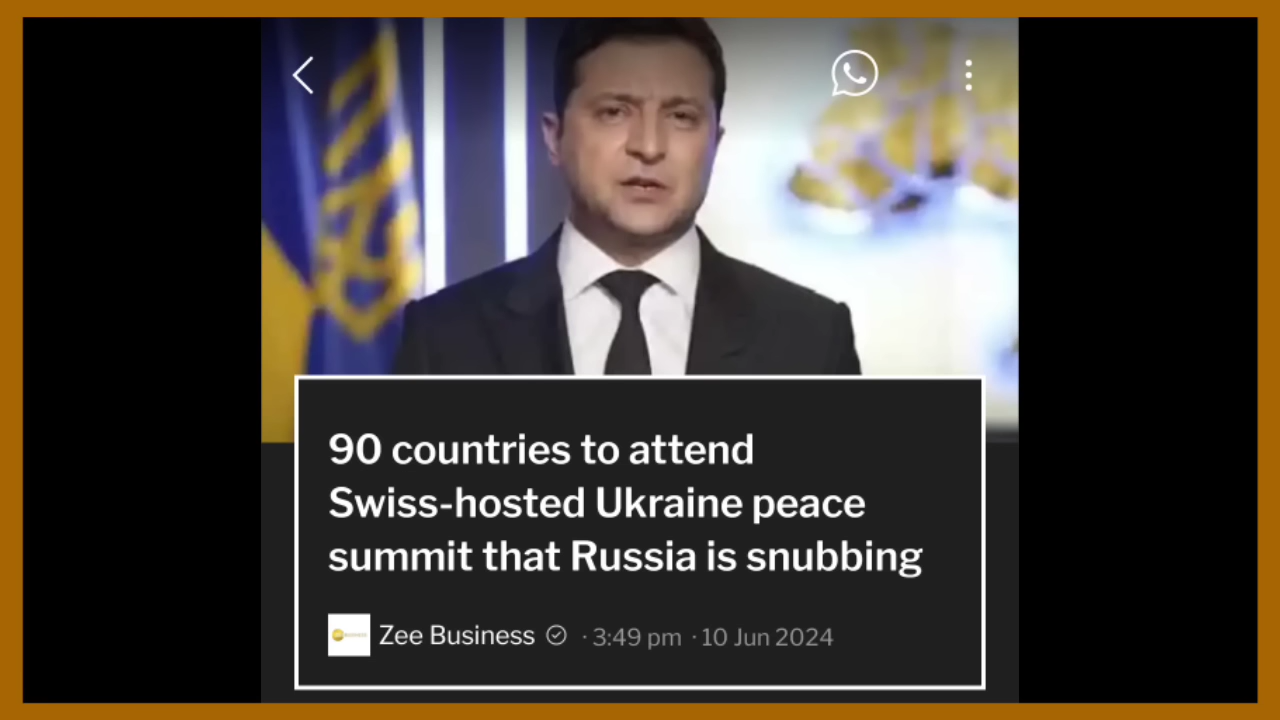 90 countries to attend
Swiss-hosted Ukraine peace
summit that Russia is snubbing
Zee Business · 3:49 pm · 10 Jun 2024